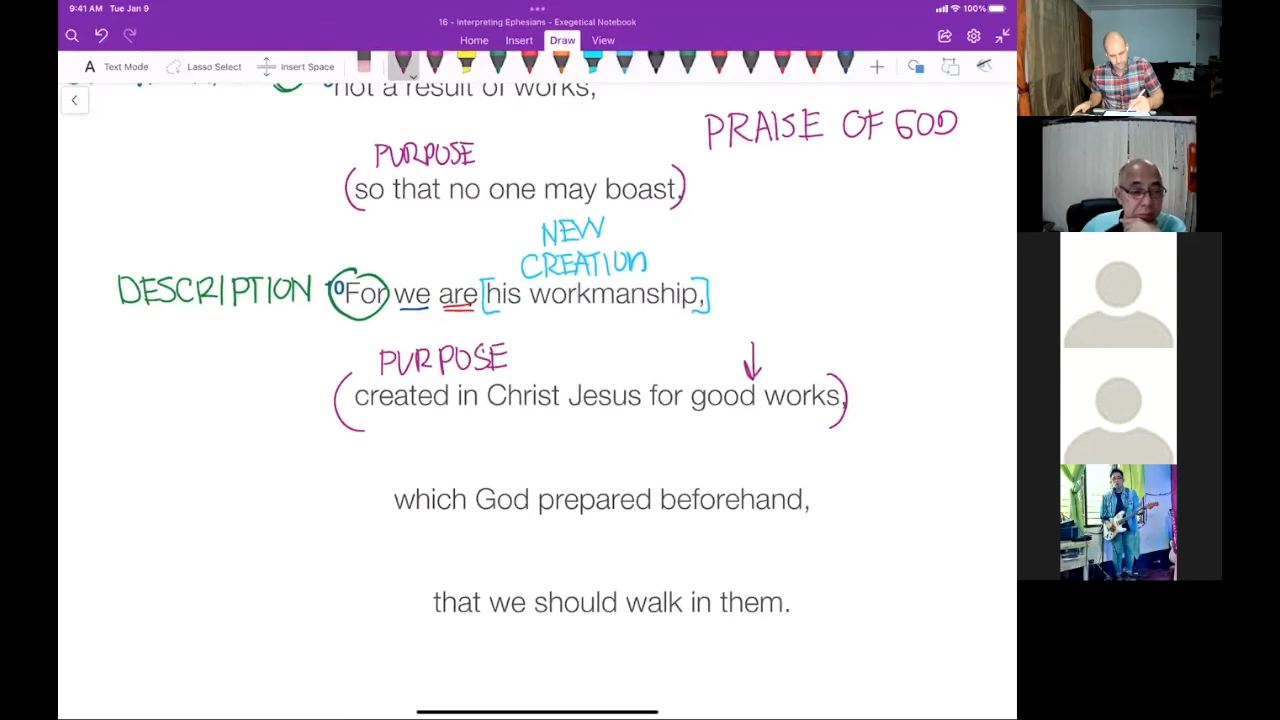 9:41 AM Tue Jan 9
100%
16 - Interpreting Ephesians - Exegetical Notebook
Home Insert Draw View
Text Mode Lasso Select Insert Space
not a result of works,
PRAISE OF GOD
PURPOSE
so that no one may boast.
NEW
CREATION
DESCRIPTION 10 For we are his workmanship,
PURPOSE
created in Christ Jesus for good works,
which God prepared beforehand,
that we should walk in them.